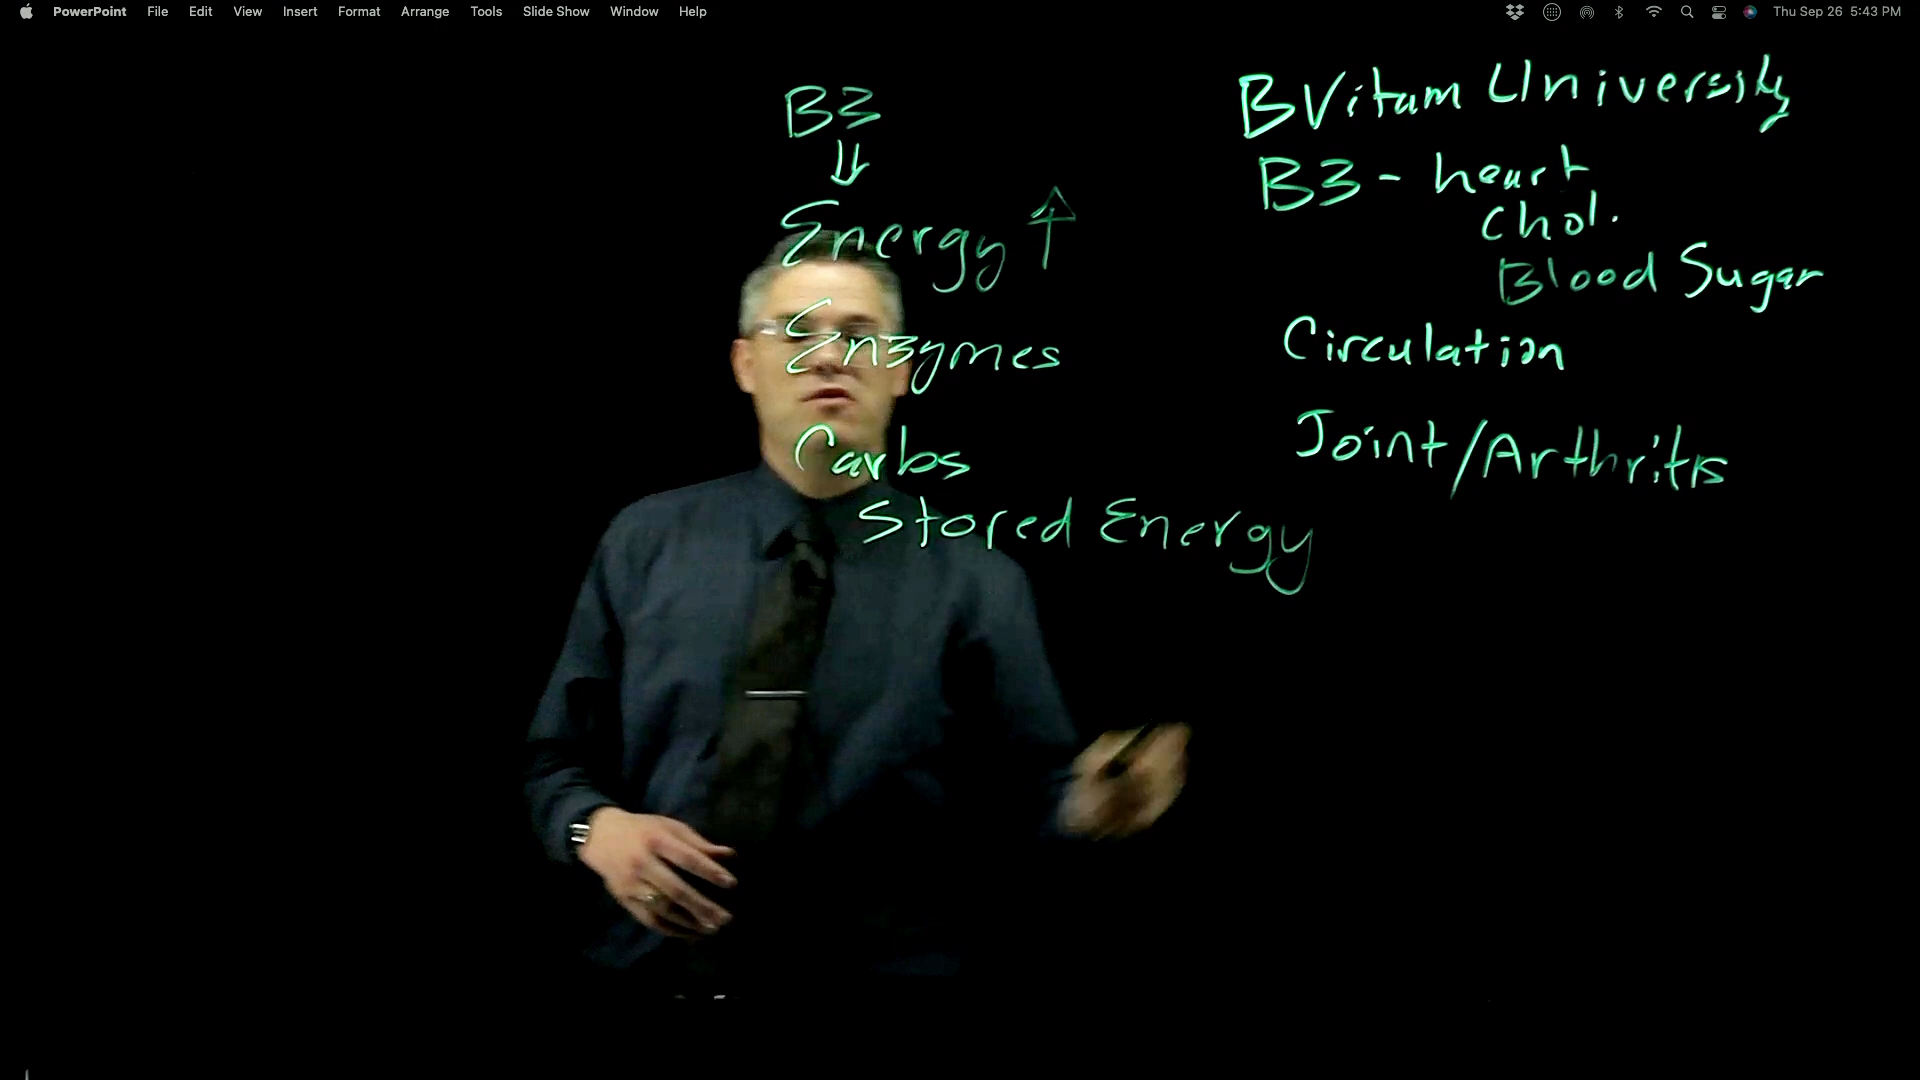 PowerPoint File Edit View Insert Format Arrange Tools Slide Show Window Help Thu Sep 26 5:43 PM
B3
Energy
Enzymes
Carbs
Stored Energy
BVitam University
B3 - heart
Chol.
Blood Sugar
Circulation
Joint/Arthritis